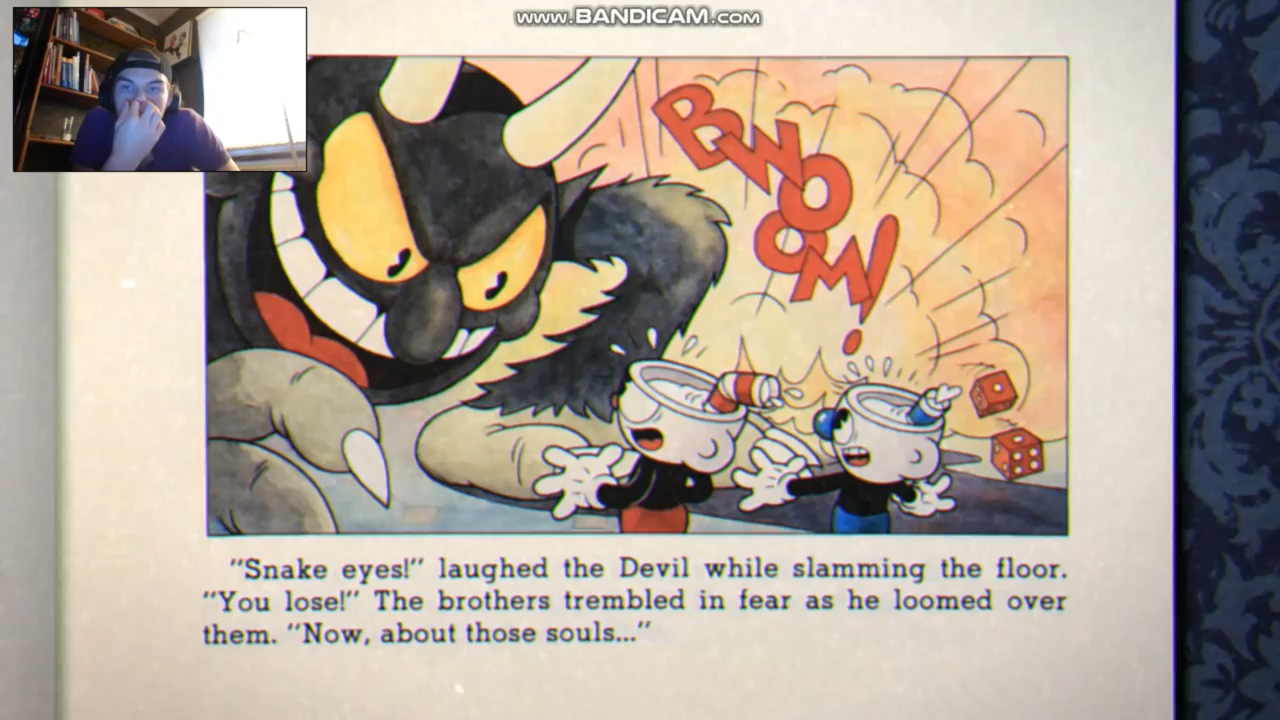 www.BANDICAM.com
BWOOM!
"Snake eyes!" laughed the Devil while slamming the floor.
"You lose!" The brothers trembled in fear as he loomed over
them. "Now, about those souls..."